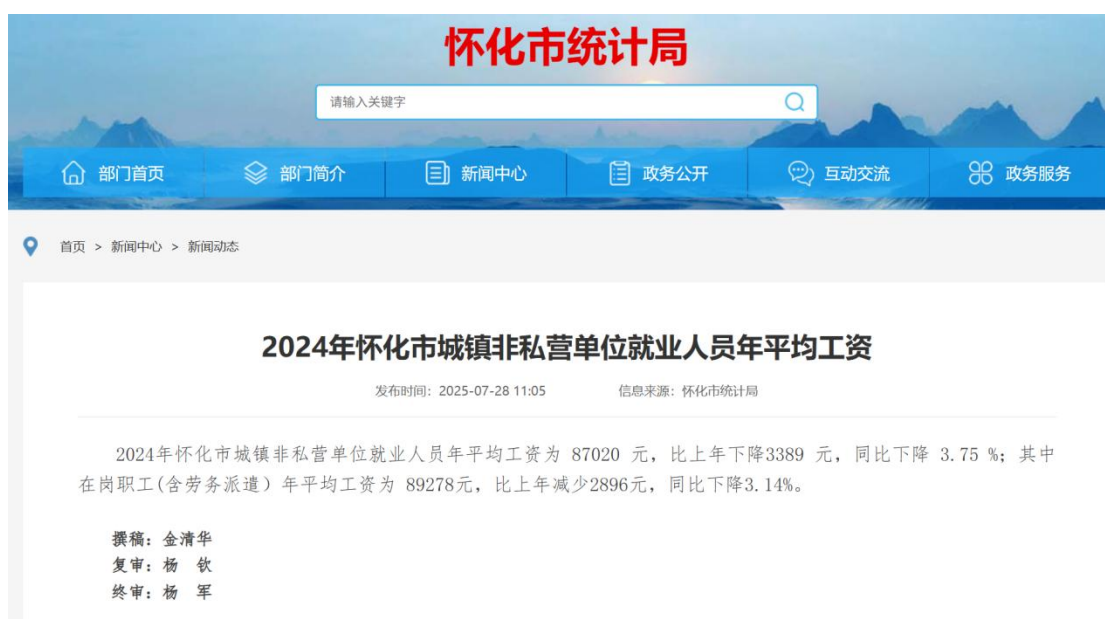 怀化市统计局
请输入关键字
部门首页 部门简介 新闻中心 政务公开 互动交流 政务服务
首页 > 新闻中心 > 新闻动态
2024年怀化市城镇非私营单位就业人员年平均工资
发布时间：2025-07-28 11:05 信息来源：怀化市统计局
2024年怀化市城镇非私营单位就业人员年平均工资为 87020 元，比上年下降3389 元，同比下降 3.75 %；其中
在岗职工(含劳务派遣）年平均工资为 89278元，比上年减少2896元，同比下降3.14%。
撰稿：金清华
复审：杨 钦
终审：杨 军